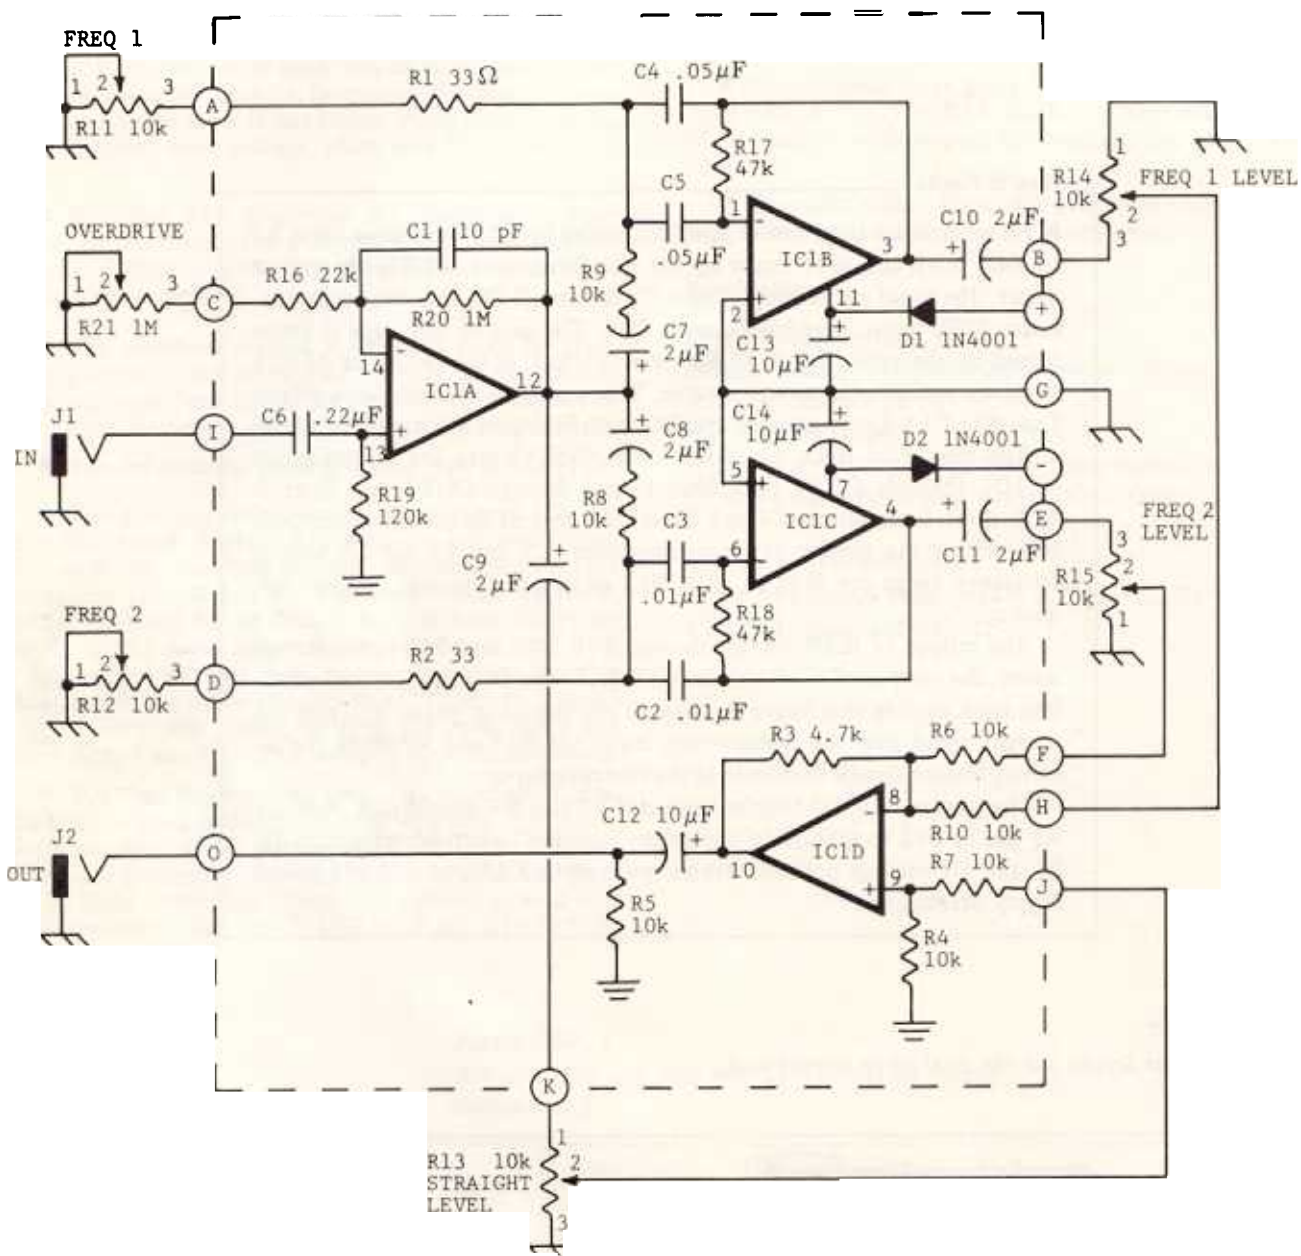 FREQ 1
1 2 3
R11 10k
A
R1 33Ω
C4 .05µF
R17
47k
C5
.05µF
1
-
IC1B
3
+
2
11
C10 2µF
+
B
R14
10k
1
2
3
FREQ 1 LEVEL
OVERDRIVE
1 2 3
R21 1M
C
R16 22k
C1 10 pF
R20 1M
R9
10k
C7
2µF
+
D1 1N4001
+
C13
10µF
+
14
-
IC1A
12
+
13
J1
IN
I
C6 .22µF
R19
120k
G
C14
10µF
+
C8
2µF
+
D2 1N4001
-
R8
10k
5
+
IC1C
7
4
6
-
+
C11 2µF
E
FREQ 2
LEVEL
3
2
1
R15
10k
C3
.01µF
R18
47k
C9
2µF
+
FREQ 2
1 2 3
R12 10k
D
R2 33
C2 .01µF
R3 4.7k
R6 10k
F
C12 10µF
+
10
IC1D
8
-
R10 10k
H
9
+
R7 10k
J
J2
OUT
O
R5
10k
R4
10k
K
R13 10k
STRAIGHT
LEVEL
1
2
3